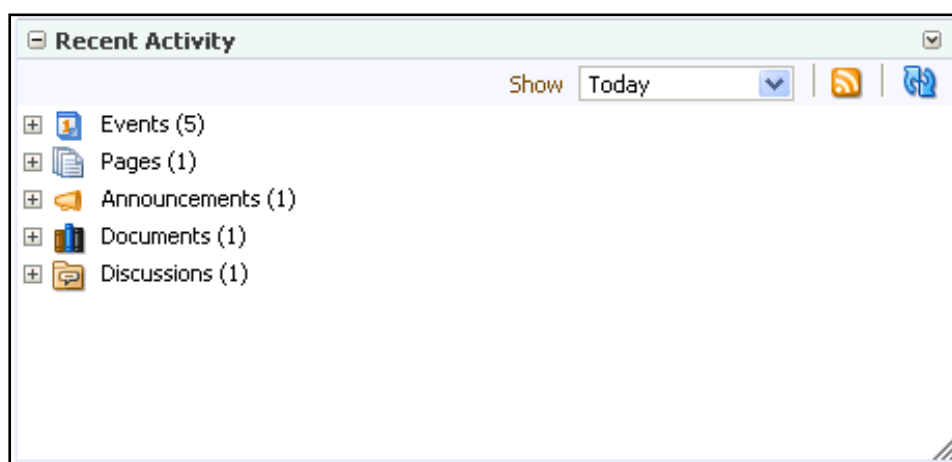 Recent Activity
Show Today
Events (5)
Pages (1)
Announcements (1)
Documents (1)
Discussions (1)